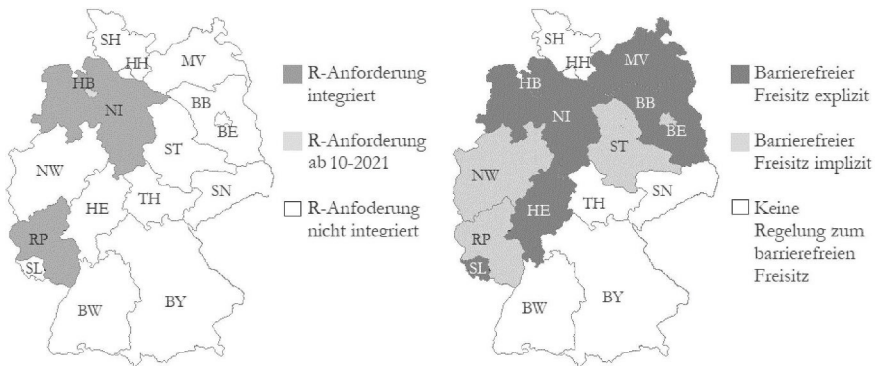 SH
HH
MV
HB
NI
BB
BE
ST
NW
SN
TH
HE
RP
SL
BW
BY
R-Anforderung
integriert
R-Anforderung
ab 10-2021
R-Anfoderung
nicht integriert
SH
HH
MV
HB
NI
BB
BE
ST
NW
SN
TH
HE
RP
SL
BW
BY
Barrierefreier
Freisitz explizit
Barrierefreier
Freisitz implizit
Keine
Regelung zum
barrierefreien
Freisitz